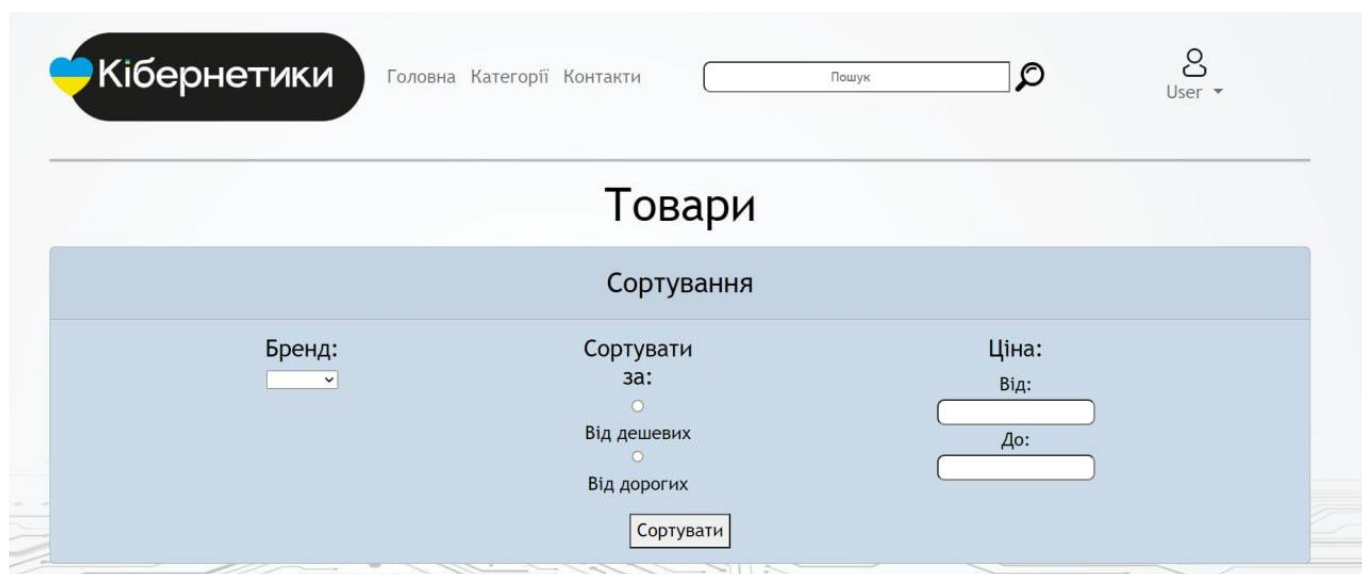 Кібернетики
Головна Категорії Контакти
Пошук
User
Товари
Сортування
Бренд:
Сортувати
за:
Від дешевих
Від дорогих
Ціна:
Від:
До:
Сортувати